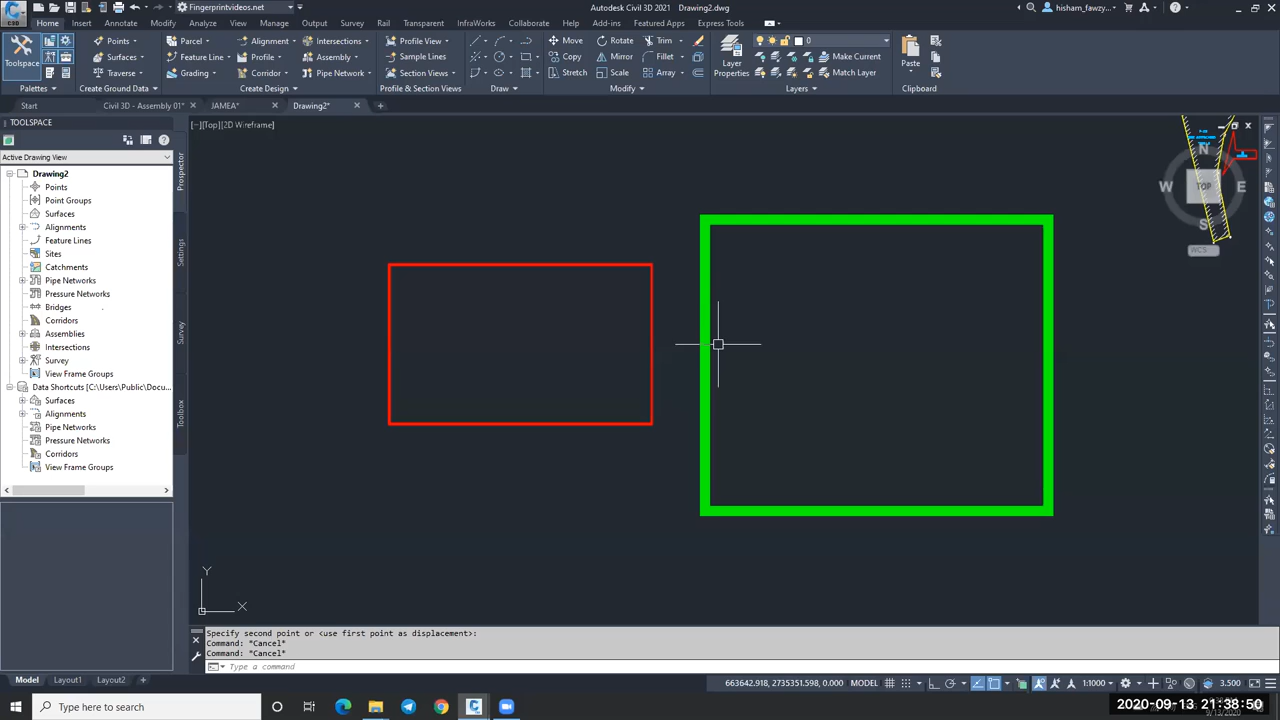 Fingerprintvideos.net
Autodesk Civil 3D 2021 Drawing2.dwg
hisham_fawzy...
C3D
Home Insert Annotate Modify Analyze View Manage Output Survey Rail Transparent InfraWorks Collaborate Help Add-ins Featured Apps Express Tools
Toolspace
Points
Surfaces
Traverse
Parcel
Feature Line
Grading
Alignment
Profile
Corridor
Intersections
Assembly
Pipe Network
Profile View
Sample Lines
Section Views
Move
Copy
Stretch
Rotate
Mirror
Scale
Trim
Fillet
Array
Layer
Properties
0
Make Current
Match Layer
Paste
Palettes Create Ground Data Create Design Profile & Section Views Draw Modify Layers Clipboard
Start Civil 3D - Assembly 01* JAMEA* Drawing2*
TOOLSPACE
Active Drawing View
Drawing2
Points
Point Groups
Surfaces
Alignments
Feature Lines
Sites
Catchments
Pipe Networks
Pressure Networks
Bridges
Corridors
Assemblies
Intersections
Survey
View Frame Groups
Data Shortcuts [C:\Users\Public\Docu...
Surfaces
Alignments
Pipe Networks
Pressure Networks
Corridors
View Frame Groups
Prospector
Settings
Survey
Toolbox
[−][Top][2D Wireframe]
N
W TOP E
S
WCS
Y
X
Specify second point or <use first point as displacement>:
Command: *Cancel*
Command: *Cancel*
Type a command
Model Layout1 Layout2
663642.918, 2735351.598, 0.000 MODEL 1:1000 3.500
Type here to search
2020-09-13 21:38:50